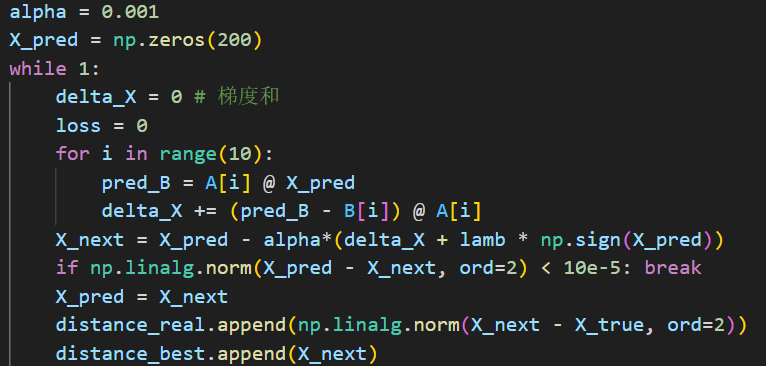 alpha = 0.001
X_pred = np.zeros(200)
while 1:
    delta_X = 0 # 梯度和
    loss = 0
    for i in range(10):
        pred_B = A[i] @ X_pred
        delta_X += (pred_B - B[i]) @ A[i]
    X_next = X_pred - alpha*(delta_X + lamb * np.sign(X_pred))
    if np.linalg.norm(X_pred - X_next, ord=2) < 10e-5: break
    X_pred = X_next
    distance_real.append(np.linalg.norm(X_next - X_true, ord=2))
    distance_best.append(X_next)